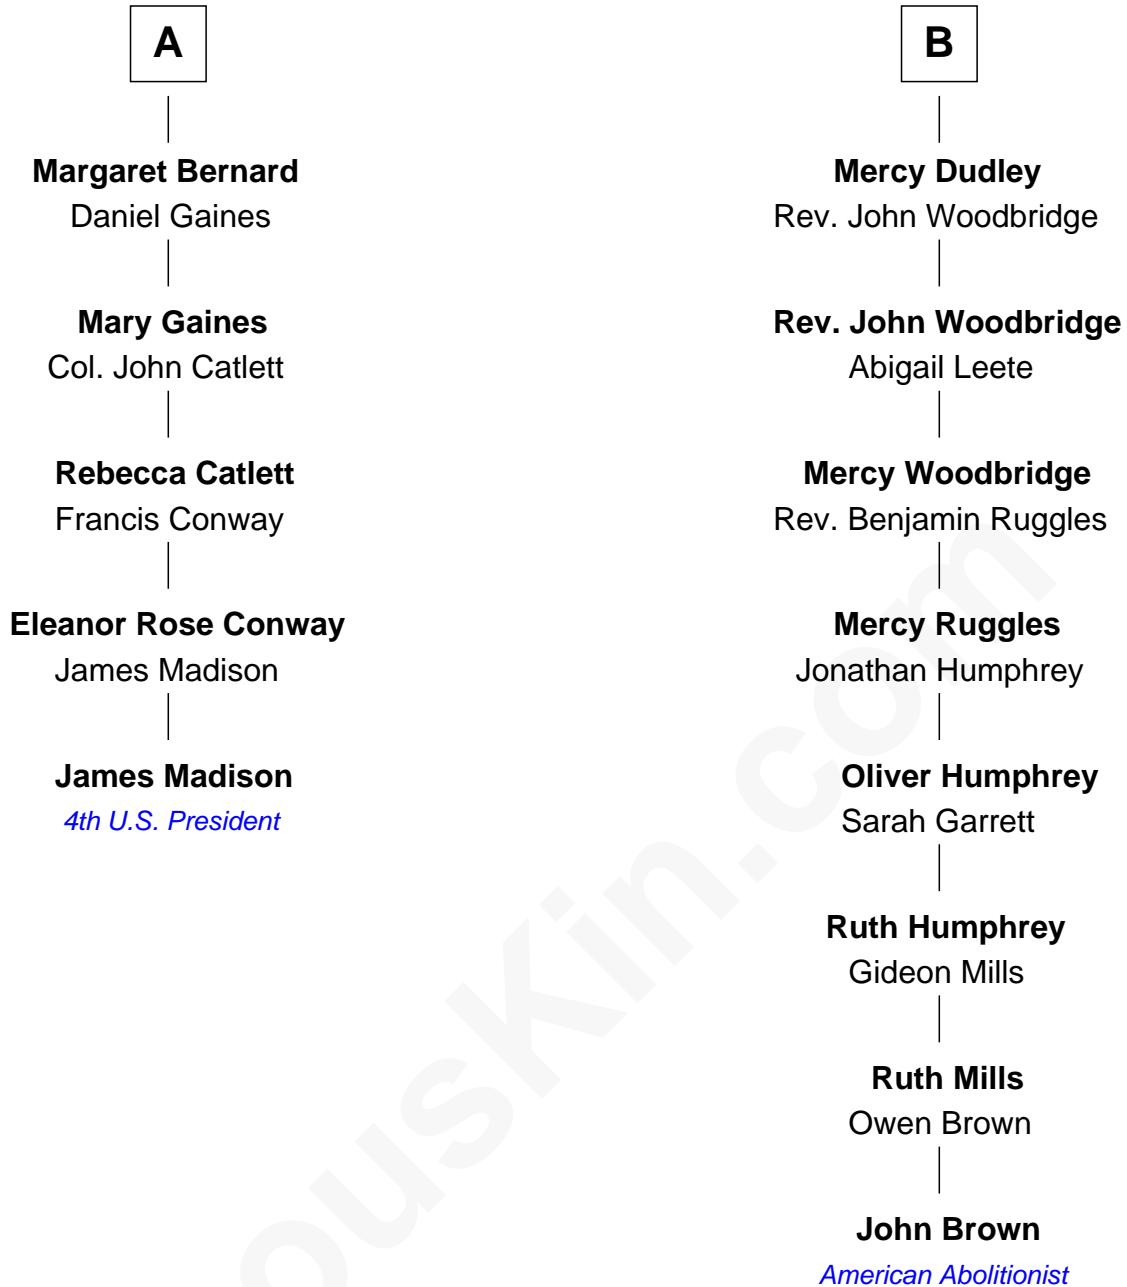 A
Margaret Bernard
Daniel Gaines
Mary Gaines
Col. John Catlett
Rebecca Catlett
Francis Conway
Eleanor Rose Conway
James Madison
James Madison
4th U.S. President
B
Mercy Dudley
Rev. John Woodbridge
Rev. John Woodbridge
Abigail Leete
Mercy Woodbridge
Rev. Benjamin Ruggles
Mercy Ruggles
Jonathan Humphrey
Oliver Humphrey
Sarah Garrett
Ruth Humphrey
Gideon Mills
Ruth Mills
Owen Brown
John Brown
American Abolitionist
ousKin.com